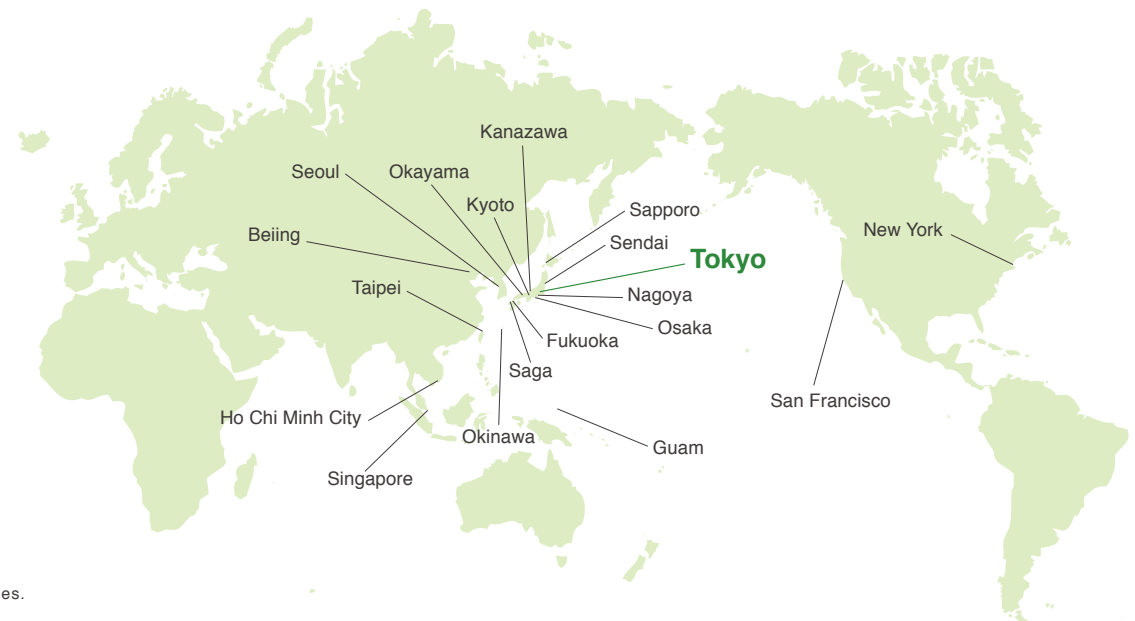 Kanazawa
Seoul
Okayama
Kyoto
Sapporo
Beiing
Sendai
New York
Tokyo
Taipei
Nagoya
Osaka
Fukuoka
Saga
San Francisco
Ho Chi Minh City
Okinawa
Guam
Singapore
es.